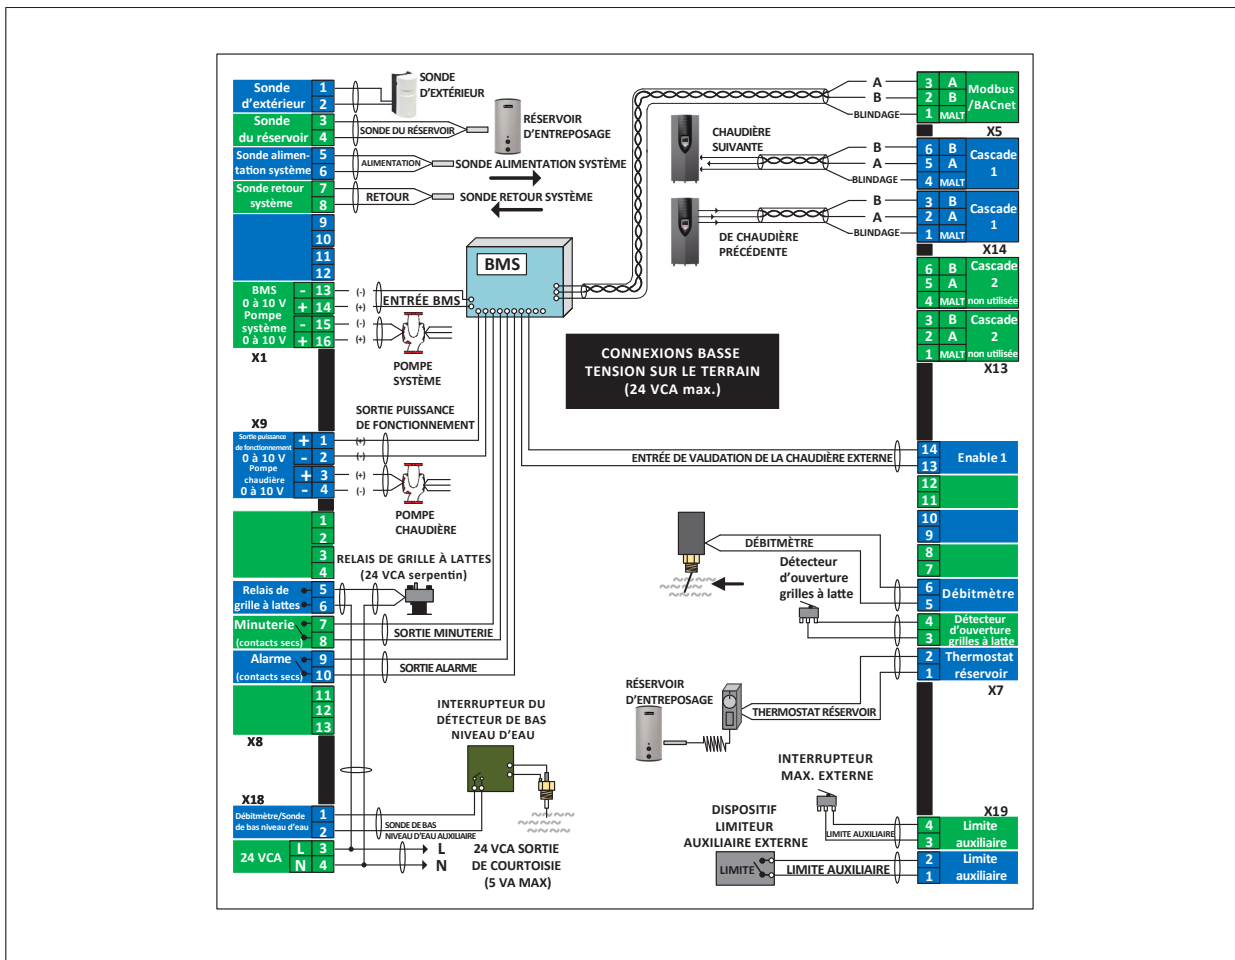 Sonde
d'extérieur
1
2
SONDE
D'EXTÉRIEUR
Sonde
du réservoir
3
4
SONDE DU RÉSERVOIR
RÉSERVOIR
D'ENTREPOSAGE
Sonde alimen-
tation système
5
6
ALIMENTATION
SONDE ALIMENTATION SYSTÈME
Sonde retour
système
7
8
RETOUR
SONDE RETOUR SYSTÈME
9
10
11
12
BMS
0 à 10 V
- 13 (-)
+ 14 (+)
ENTRÉE BMS
Pompe
système
0 à 10 V
- 15 (-)
+ 16 (+)
X1
POMPE
SYSTÈME
BMS
CONNEXIONS BASSE
TENSION SUR LE TERRAIN
(24 VCA max.)
X9
SORTIE PUISSANCE
DE FONCTIONNEMENT
Sortie puissance
de fonctionnement
0 à 10 V
+ 1 (+)
- 2 (-)
Pompe
chaudière
0 à 10 V
+ 3 (+)
- 4 (-)
POMPE
CHAUDIÈRE
1
2
3
4
RELAIS DE GRILLE À LATTES
(24 VCA serpentin)
Relais de
grille à lattes
5
6
Minuterie
(contacts secs)
7
8
SORTIE MINUTERIE
Alarme
(contacts secs)
9
10
SORTIE ALARME
11
12
13
X8
INTERRUPTEUR DU
DÉTECTEUR DE BAS
NIVEAU D'EAU
X18
Débitmètre/Sonde
de bas niveau d'eau
1
2
SONDE DE BAS
NIVEAU D'EAU AUXILIAIRE
24 VCA
L 3
N 4
L
N
24 VCA SORTIE
DE COURTOISIE
(5 VA MAX)
A
B
BLINDAGE
3 A
2 B
1 MALT
Modbus
/BACnet
X5
CHAUDIÈRE
SUIVANTE
B
A
BLINDAGE
6 B
5 A
4 MALT
Cascade
1
DE CHAUDIÈRE
PRÉCÉDENTE
B
A
BLINDAGE
3 B
2 A
1 MALT
Cascade
1
X14
6 B
5 A
4 MALT
Cascade
2
non utilisée
3 B
2 A
1 MALT
Cascade
2
non utilisée
X13
ENTRÉE DE VALIDATION DE LA CHAUDIÈRE EXTERNE
14
13
Enable 1
12
11
10
9
8
7
DÉBITMÈTRE
6
5
Débitmètre
Détecteur
d'ouverture
grilles à latte
4
3
Détecteur
d'ouverture
grilles à latte
2
1
Thermostat
réservoir
X7
RÉSERVOIR
D'ENTREPOSAGE
THERMOSTAT RÉSERVOIR
INTERRUPTEUR
MAX. EXTERNE
X19
LIMITE AUXILIAIRE
4
3
Limite
auxiliaire
DISPOSITIF
LIMITEUR
AUXILIAIRE EXTERNE
LIMITE
LIMITE AUXILIAIRE
2
1
Limite
auxiliaire